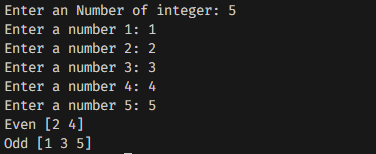 Enter an Number of integer: 5
Enter a number 1: 1
Enter a number 2: 2
Enter a number 3: 3
Enter a number 4: 4
Enter a number 5: 5
Even [2 4]
Odd [1 3 5]